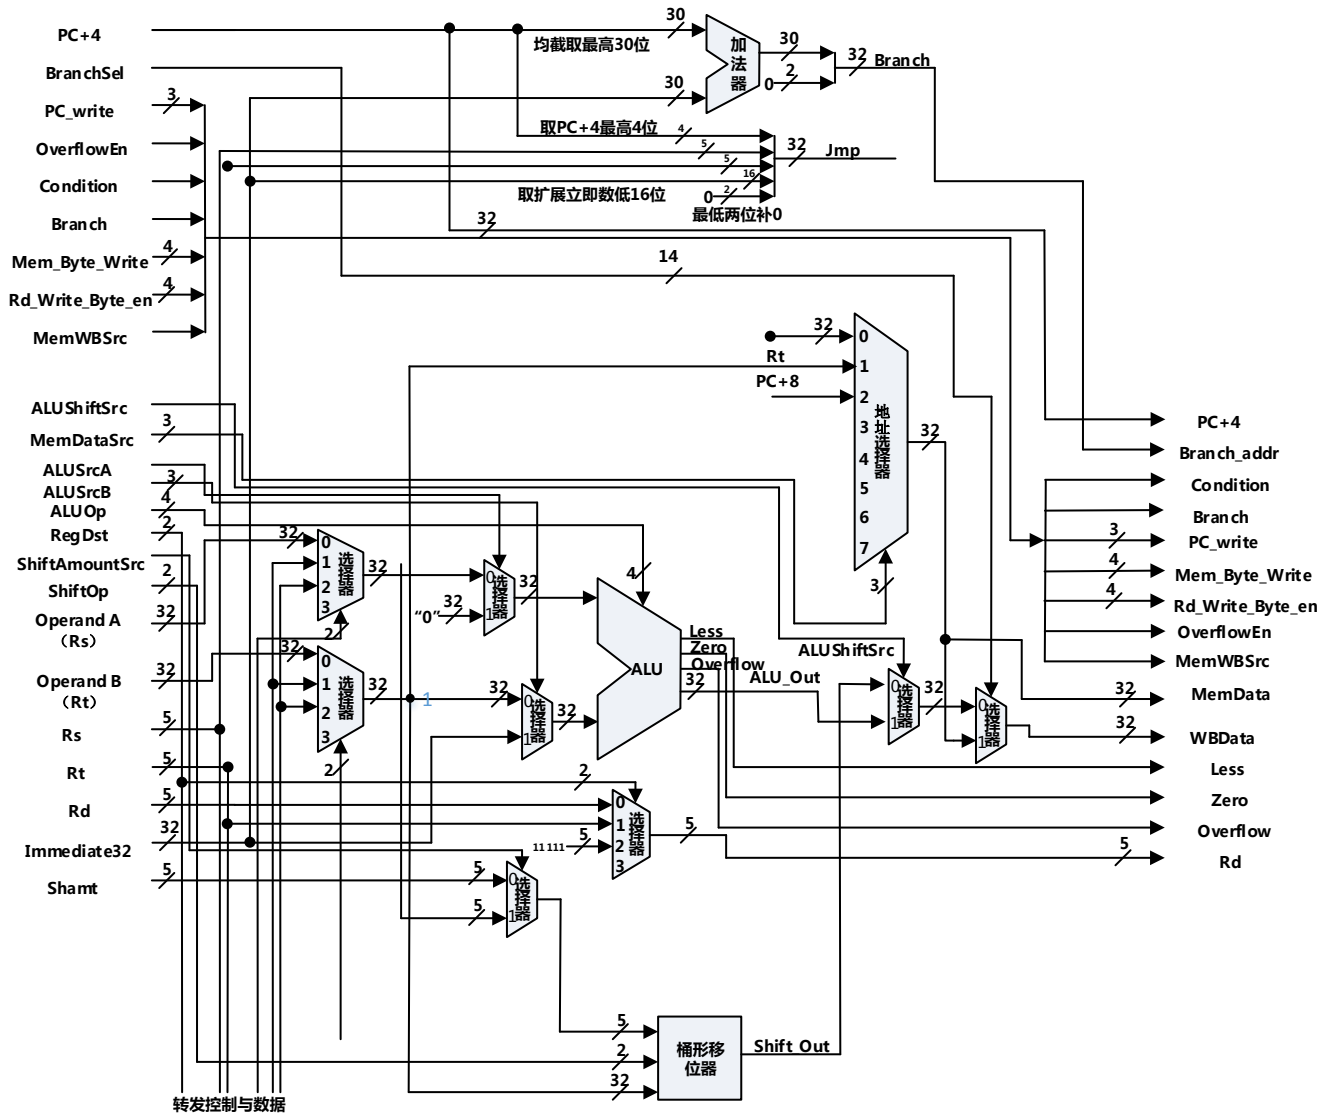 PC+4
BranchSel
PC_write
3
OverflowEn
Condition
Branch
Mem_Byte_Write
4
Rd_Write_Byte_en
4
MemWBSrc
ALUShiftSrc
MemDataSrc
3
ALUSrcA
ALUSrcB
3
ALUOp
4
RegDst
2
ShiftAmountSrc
ShiftOp
2
Operand A
（Rs）
32
Operand B
（Rt）
32
Rs
5
Rt
5
Rd
5
Immediate32
32
Shamt
5
转发控制与数据
30
均截取最高30位
30
加法器
30
0
2
32
Branch
取PC+4最高4位
4
5
5
16
取扩展立即数低16位
0
2
最低两位补0
32
Jmp
32
14
32
Rt
PC+8
0
1
2
3
4
5
6
7
地址选择器
3
32
32
0
1
2
3
选择器
2
32
32
0
1
2
3
选择器
2
32
1
“0”
32
0
1
选择器
32
32
0
1
选择器
32
4
ALU
Less
Zero
Overflow
32
ALU_Out
ALUShiftSrc
0
1
选择器
32
0
1
选择器
2
0
1
2
3
选择器
11111
5
5
5
5
0
1
选择器
5
2
32
桶形移位器
Shift_Out
PC+4
Branch_addr
Condition
Branch
3
PC_write
4
Mem_Byte_Write
4
Rd_Write_Byte_en
OverflowEn
MemWBSrc
32
MemData
32
WBData
Less
Zero
Overflow
5
Rd